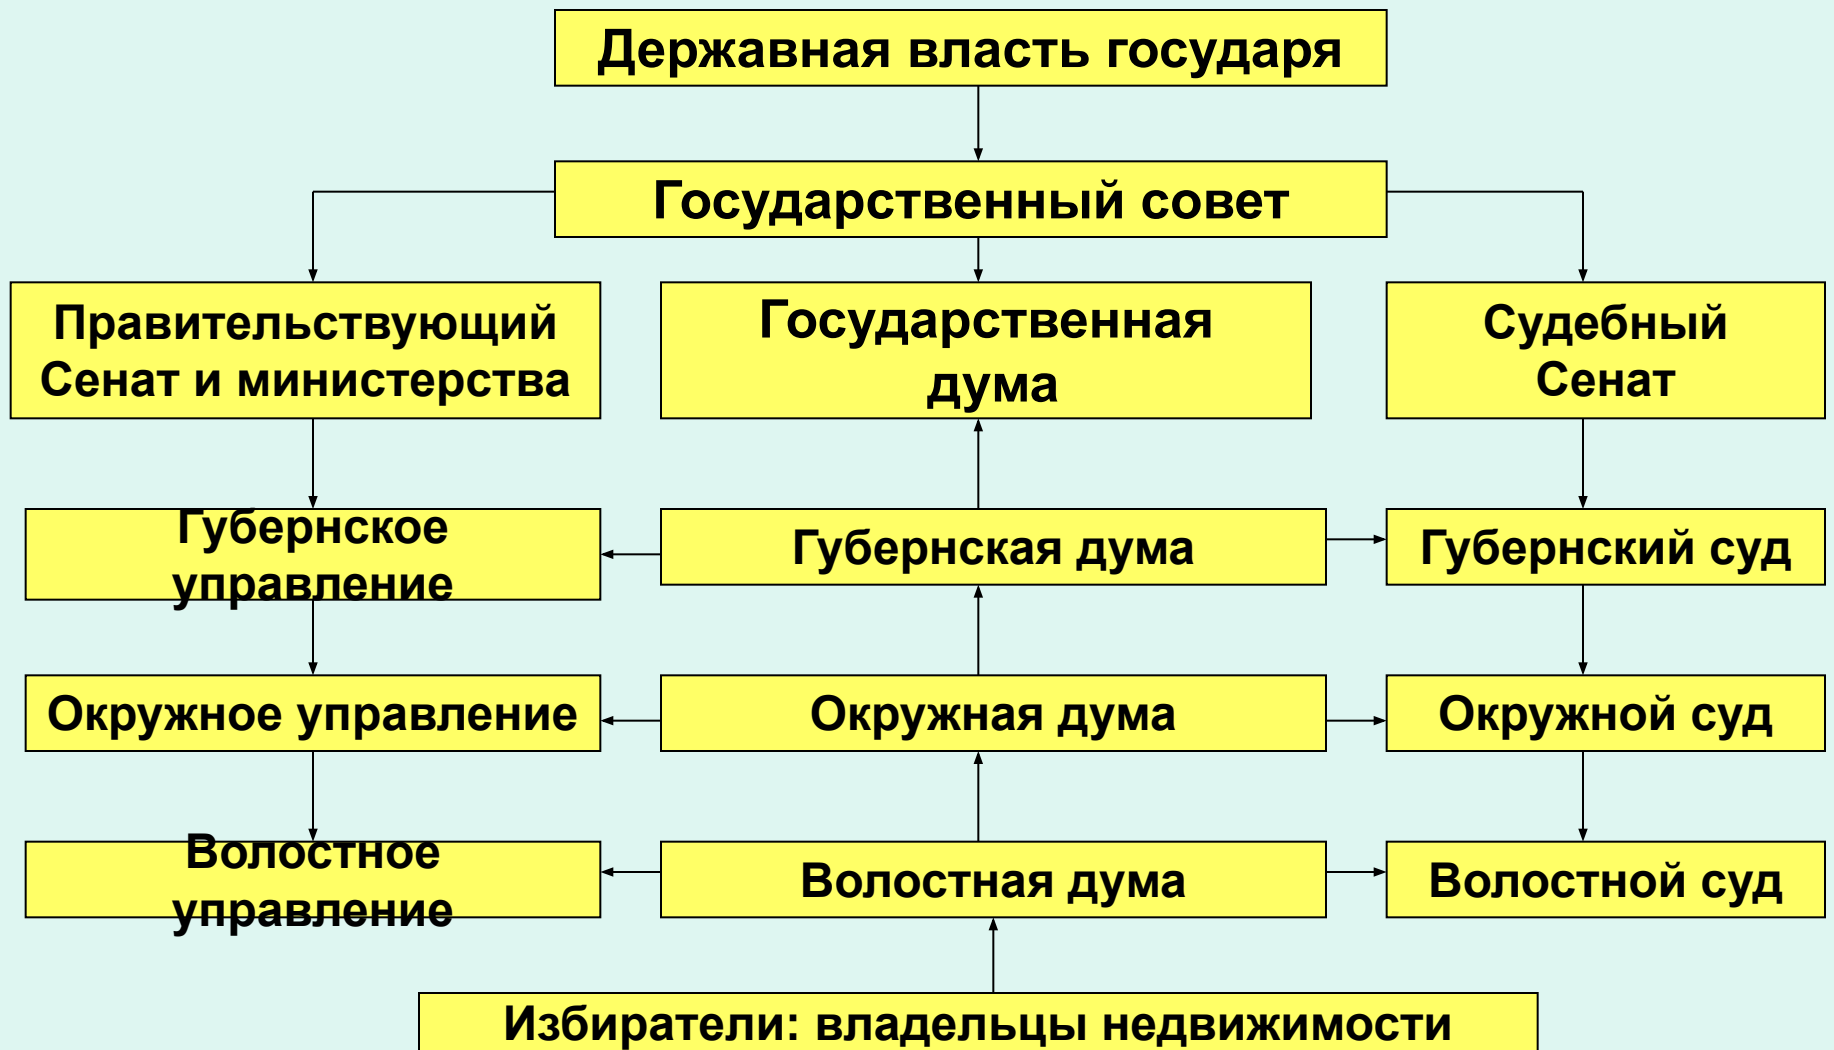 Державная власть государя
Государственный совет
Правительствующий
Сенат и министерства
Государственная
дума
Судебный
Сенат
Губернское
управление
Губернская дума
Губернский суд
Окружное управление
Окружная дума
Окружной суд
Волостное
управление
Волостная дума
Волостной суд
Избиратели: владельцы недвижимости